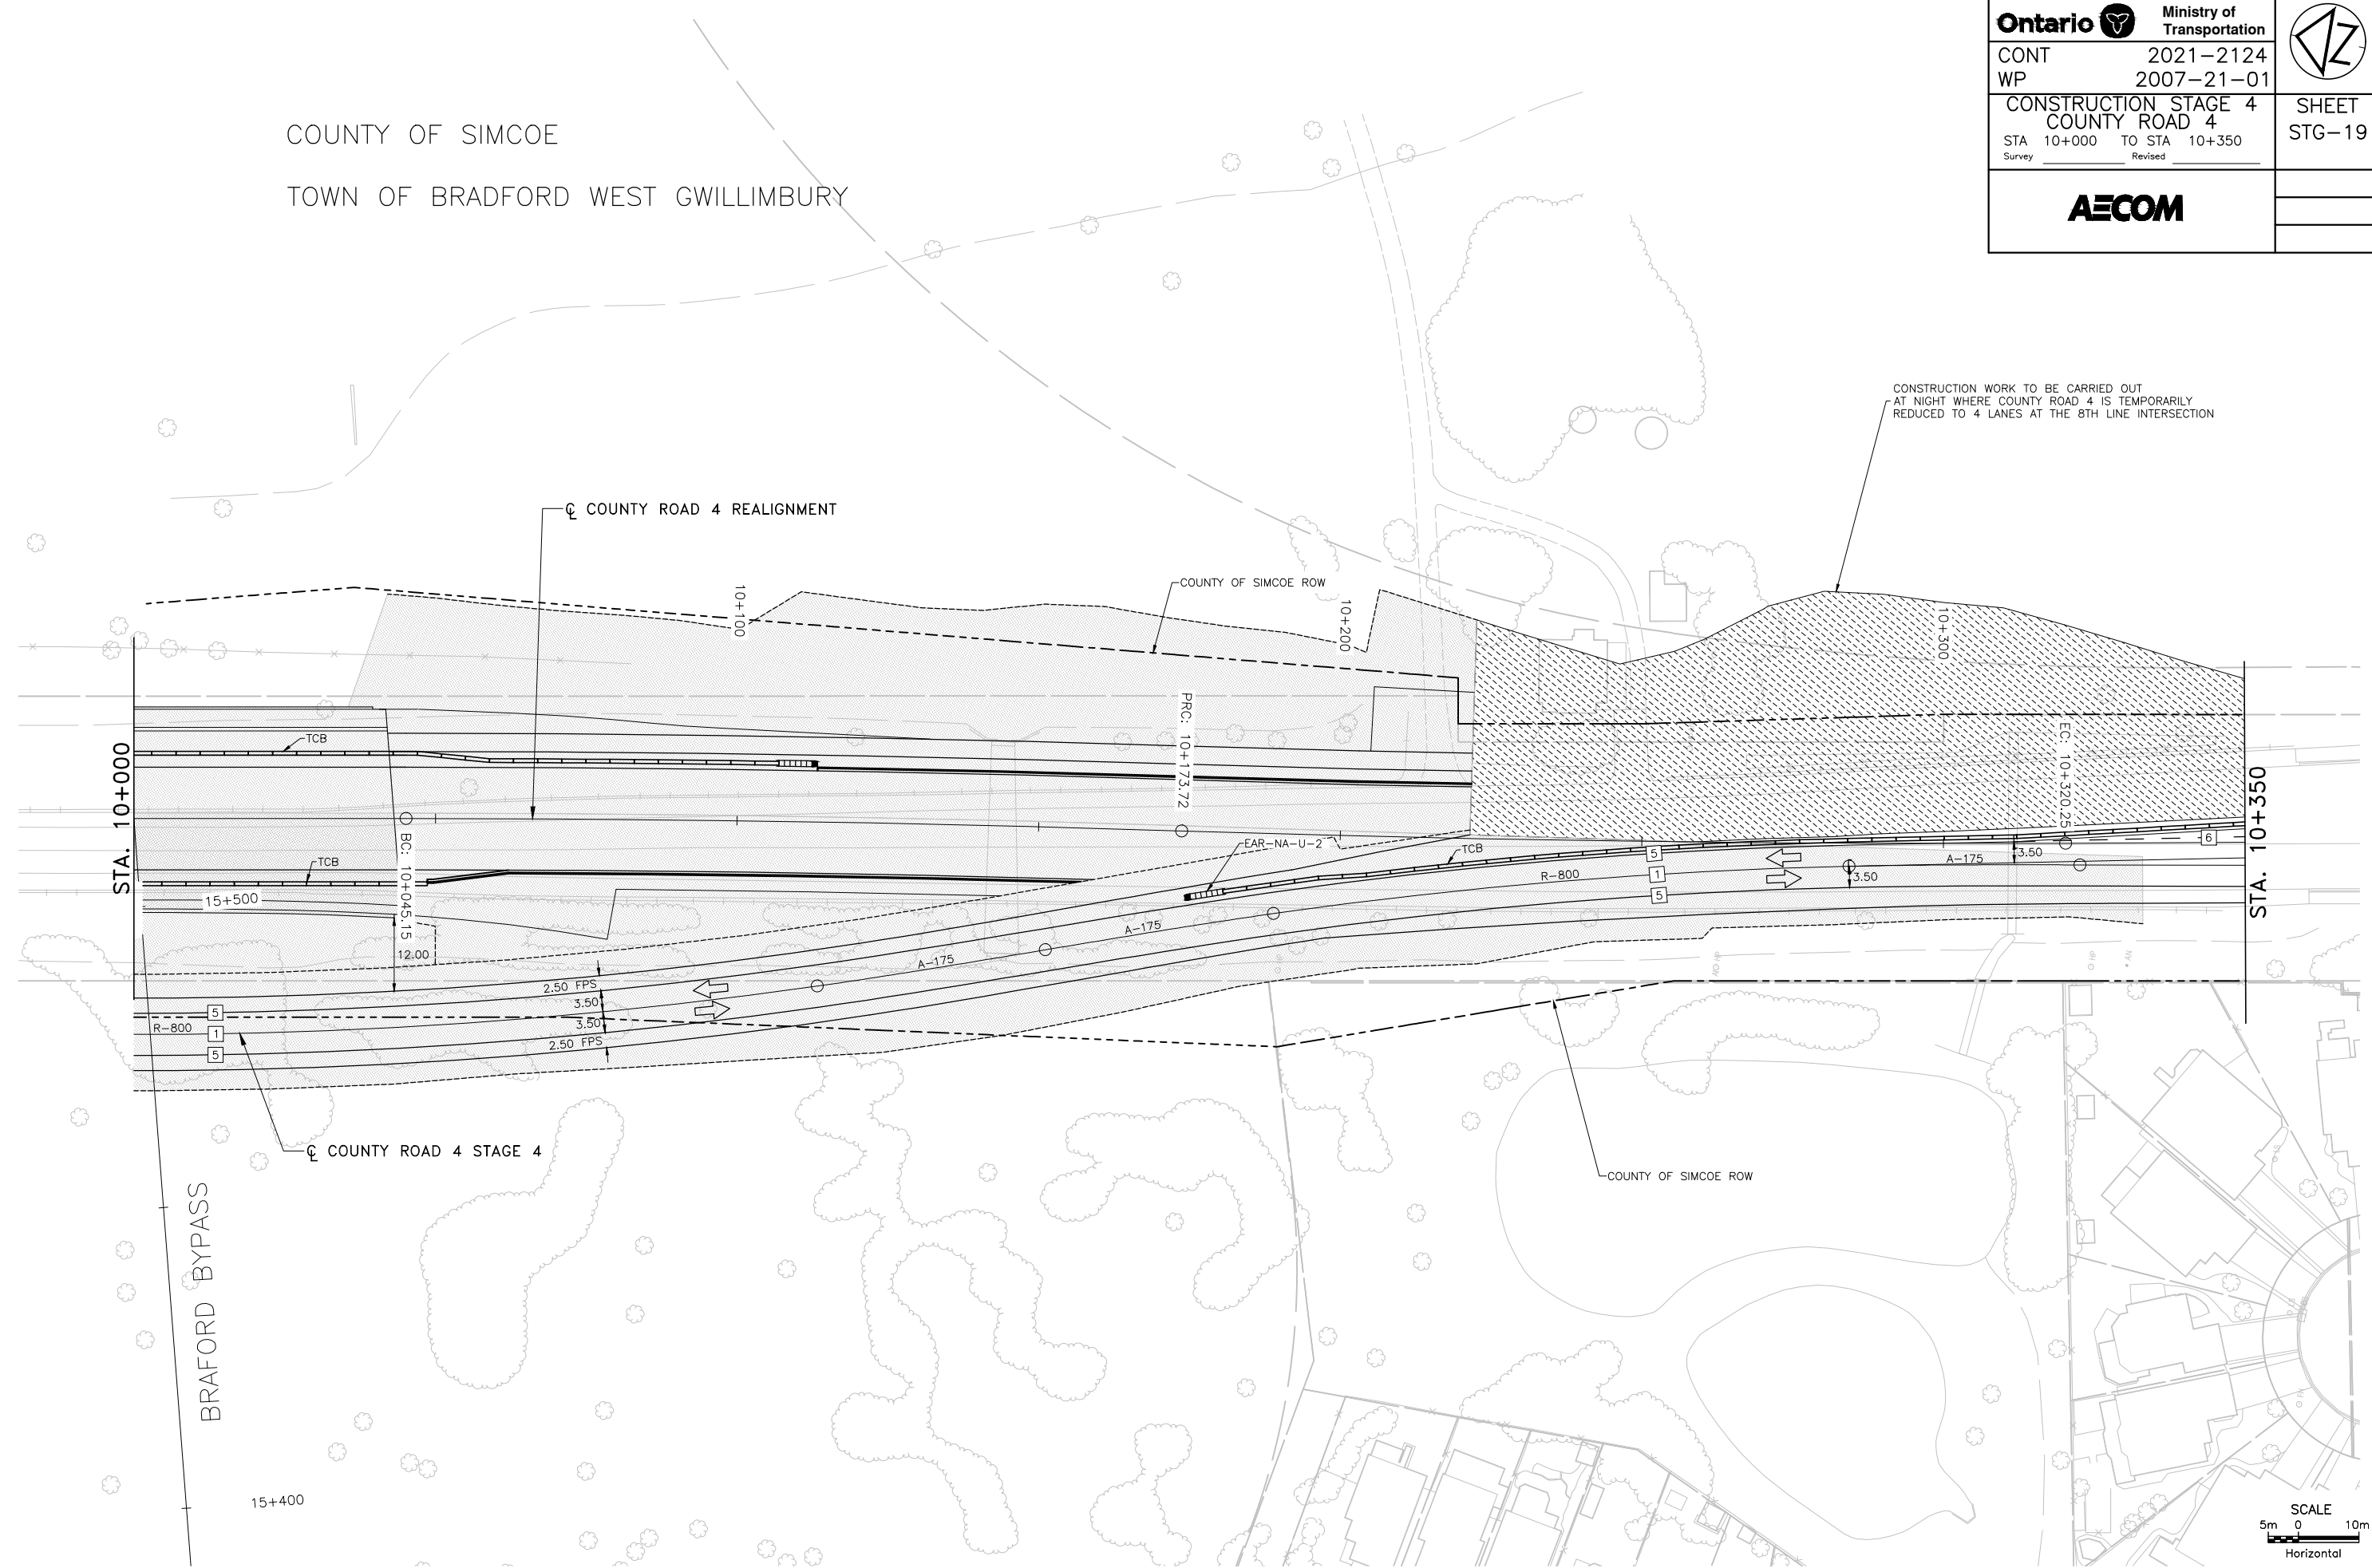 Ontario
Ministry of
Transportation
CONT 2021-2124
WP 2007-21-01
CONSTRUCTION STAGE 4
COUNTY ROAD 4
STA 10+000 TO STA 10+350
Survey Revised
SHEET
STG-19
AECOM
Z
COUNTY OF SIMCOE
TOWN OF BRADFORD WEST GWILLIMBURY
CONSTRUCTION WORK TO BE CARRIED OUT
AT NIGHT WHERE COUNTY ROAD 4 IS TEMPORARILY
REDUCED TO 4 LANES AT THE 8TH LINE INTERSECTION
℄ COUNTY ROAD 4 REALIGNMENT
COUNTY OF SIMCOE ROW
10+100
10+200
10+300
PRC: 10+173.72
EC: 10+320.25
BC: 10+045.15
STA. 10+000
STA. 10+350
TCB
TCB
TCB
EAR-NA-U-2
15+500
12.00
2.50 FPS
3.50
3.50
2.50 FPS
R-800
5
1
5
A-175
A-175
R-800
5
1
5
A-175
3.50
3.50
6
℄ COUNTY ROAD 4 STAGE 4
COUNTY OF SIMCOE ROW
BRAFORD BYPASS
15+400
HP
HP
SCALE
5m 0 10m
Horizontal